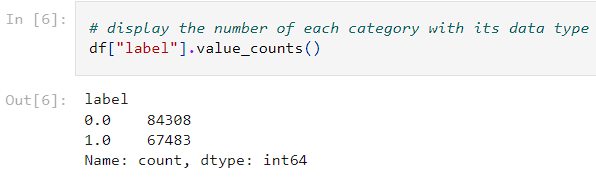 In [6]:
# display the number of each category with its data type
df["label"].value_counts()
Out[6]:
label
0.0    84308
1.0    67483
Name: count, dtype: int64